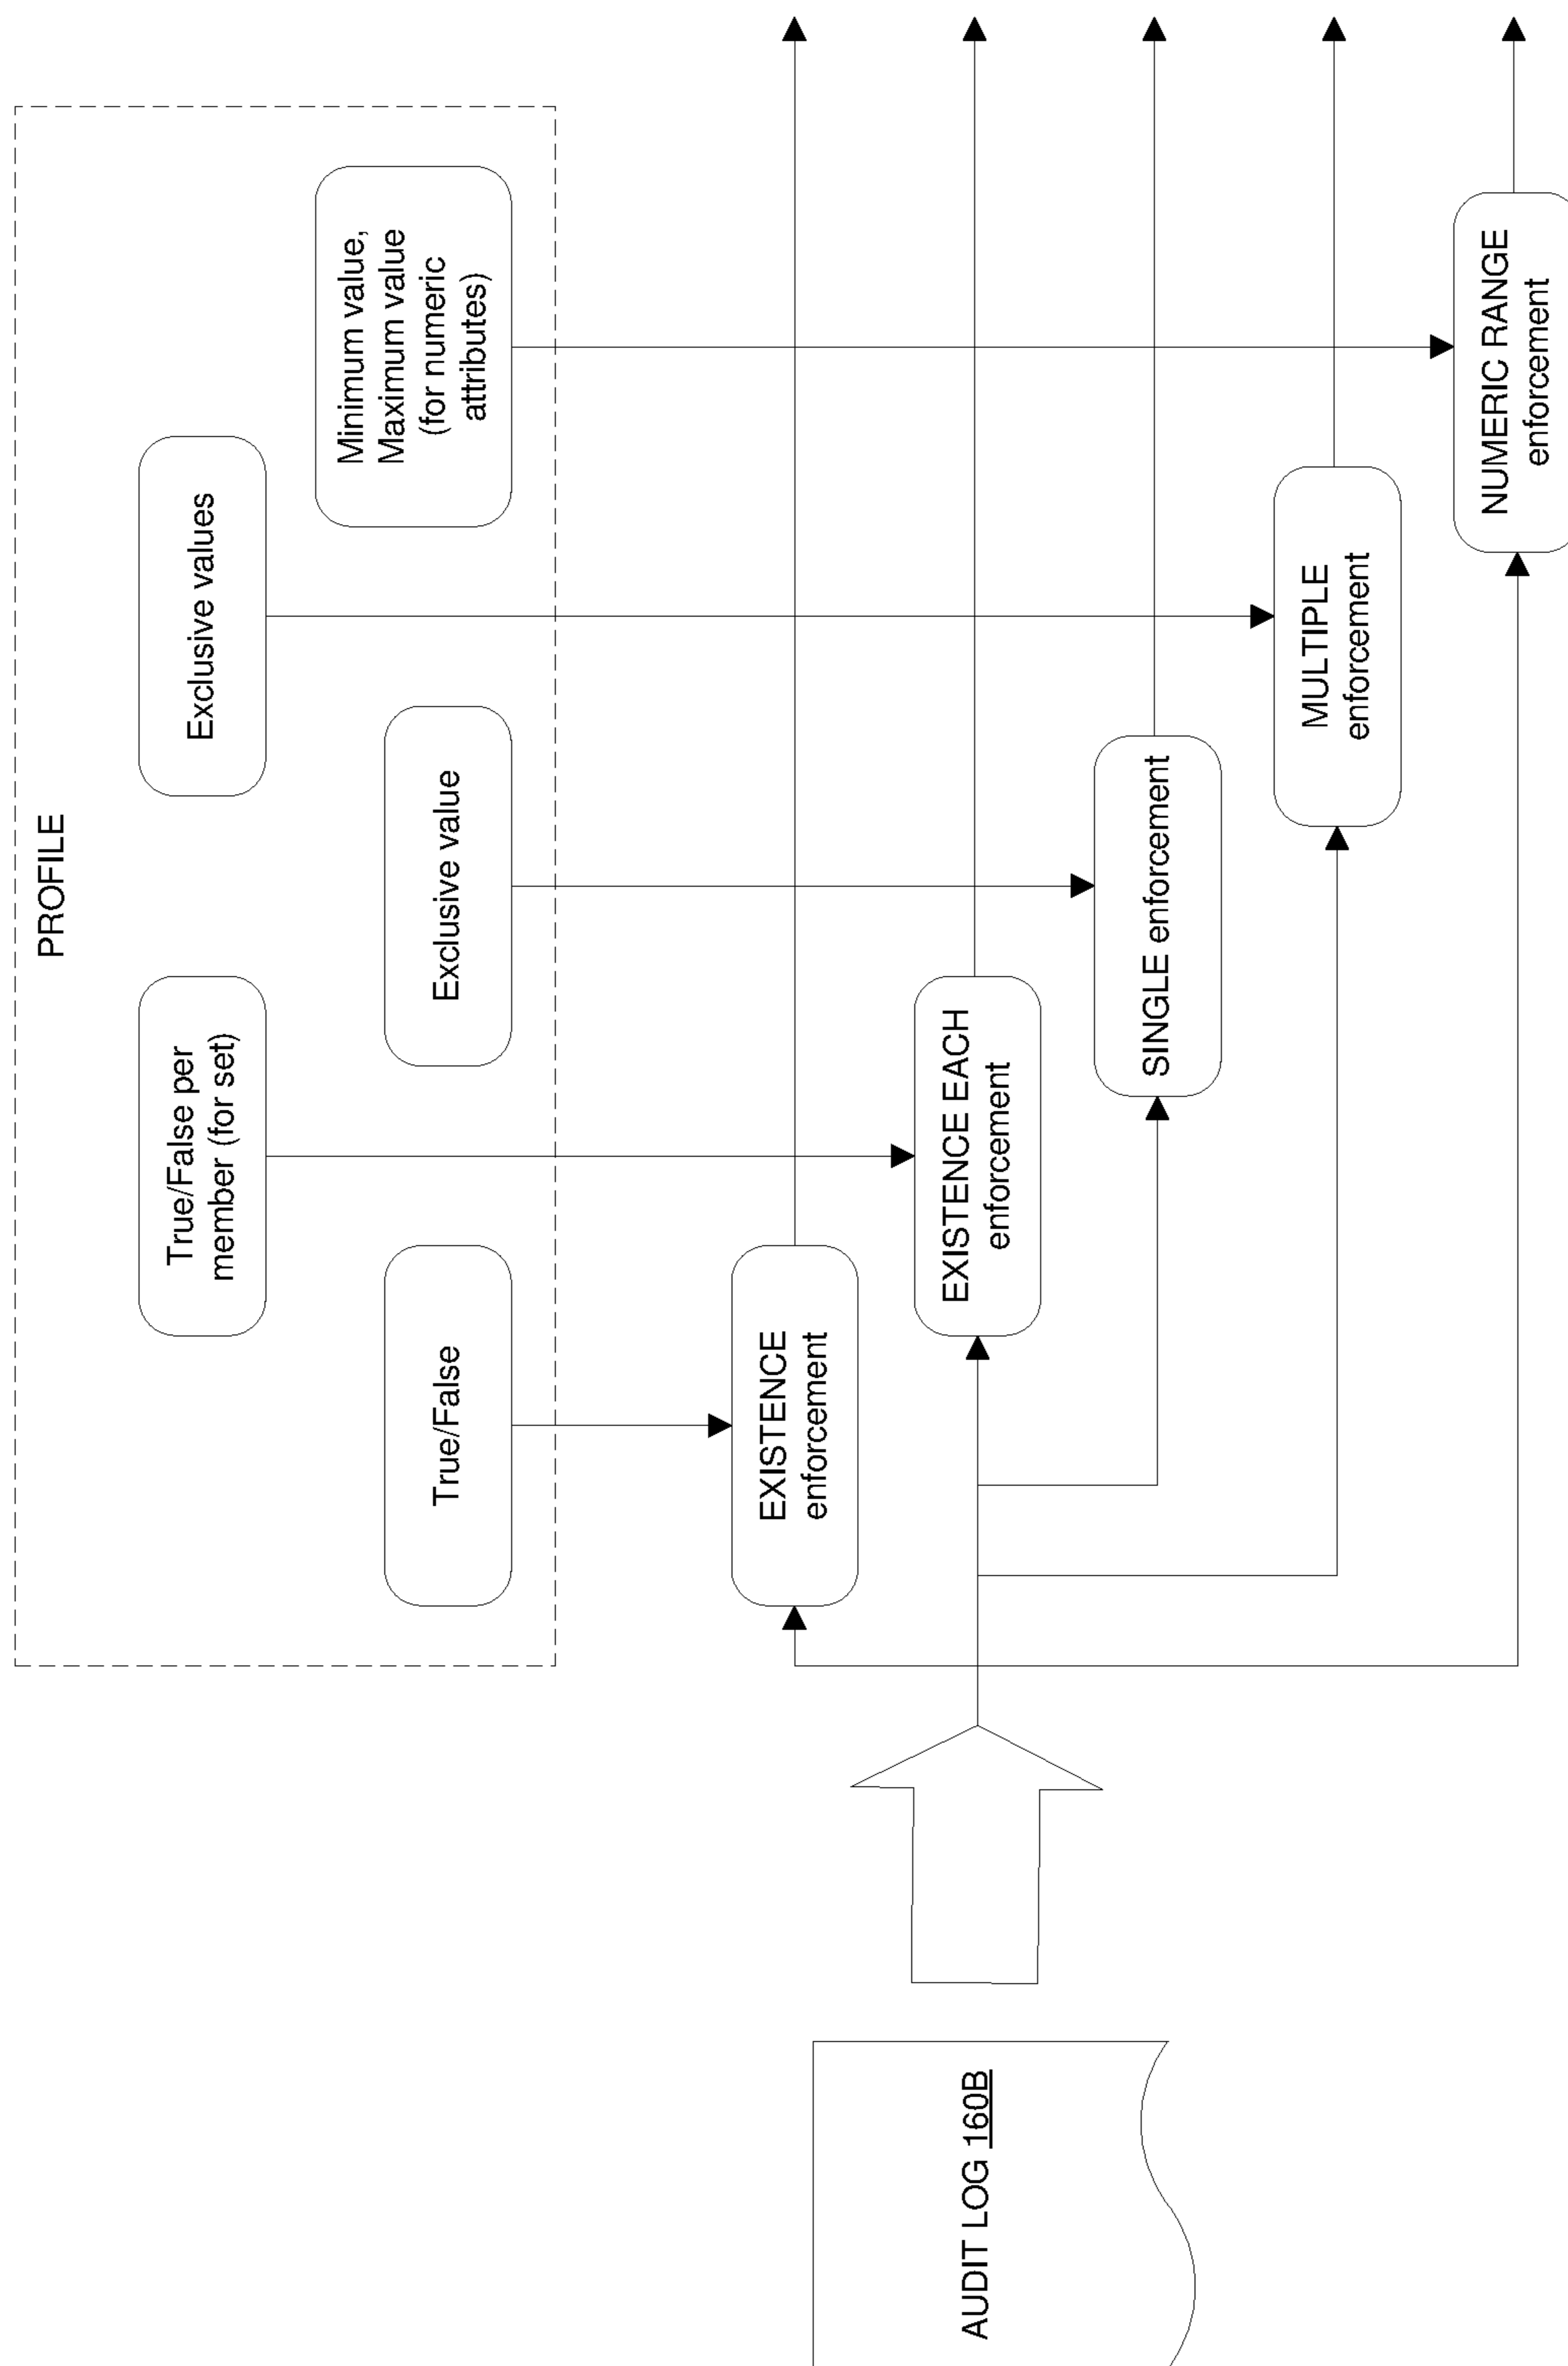 PROFILE
True/False per
member (for set)
Exclusive values
True/False
Exclusive value
Minimum value,
Maximum value
(for numeric
attributes)
EXISTENCE
enforcement
EXISTENCE EACH
enforcement
AUDIT LOG 160B
SINGLE enforcement
MULTIPLE
enforcement
NUMERIC RANGE
enforcement